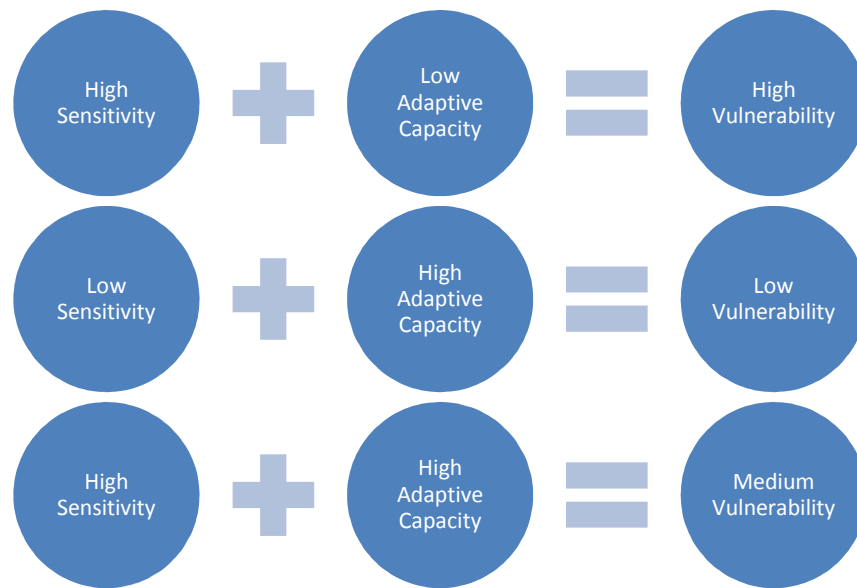 High
Sensitivity
Low
Adaptive
Capacity
High
Vulnerability
Low
Sensitivity
High
Adaptive
Capacity
Low
Vulnerability
High
Sensitivity
High
Adaptive
Capacity
Medium
Vulnerability